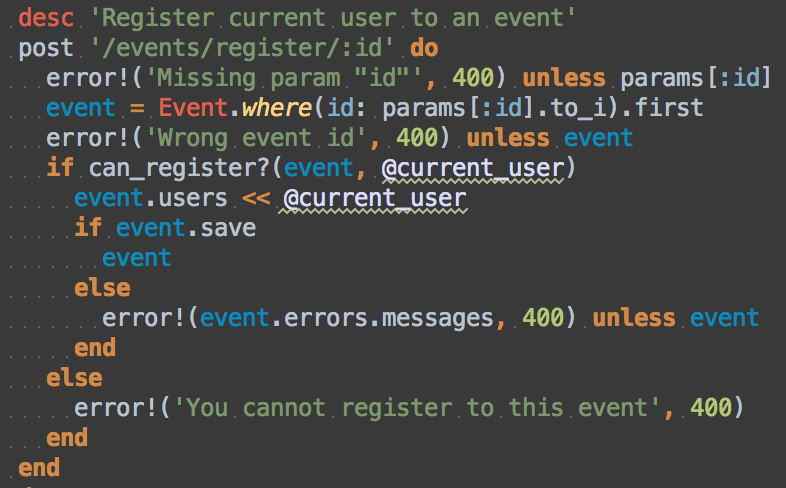 desc 'Register current user to an event'
post '/events/register/:id' do
  error!('Missing param "id"', 400) unless params[:id]
  event = Event.where(id: params[:id].to_i).first
  error!('Wrong event id', 400) unless event
  if can_register?(event, @current_user)
    event.users << @current_user
    if event.save
      event
    else
      error!(event.errors.messages, 400) unless event
    end
  else
    error!('You cannot register to this event', 400)
  end
end